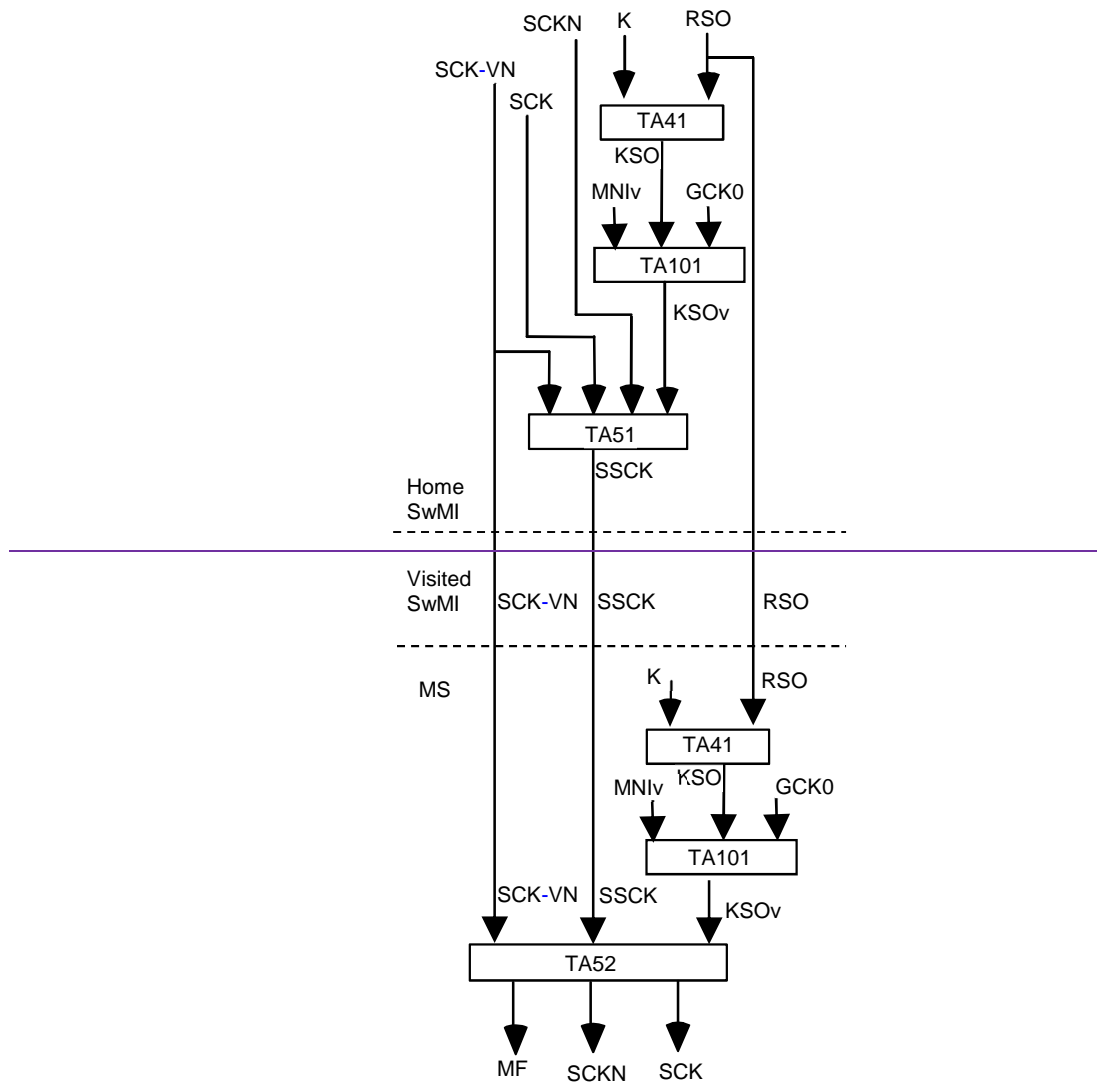 SCKN K RSO
SCK-VN
SCK
TA41
KSO
MNIv GCK0
TA101
KSOv
TA51
SSCK
Home
SwMI
Visited
SwMI
SCK-VN SSCK RSO
MS
K RSO
TA41
KSO
MNIv GCK0
TA101
SCK-VN SSCK KSOv
TA52
MF SCKN SCK